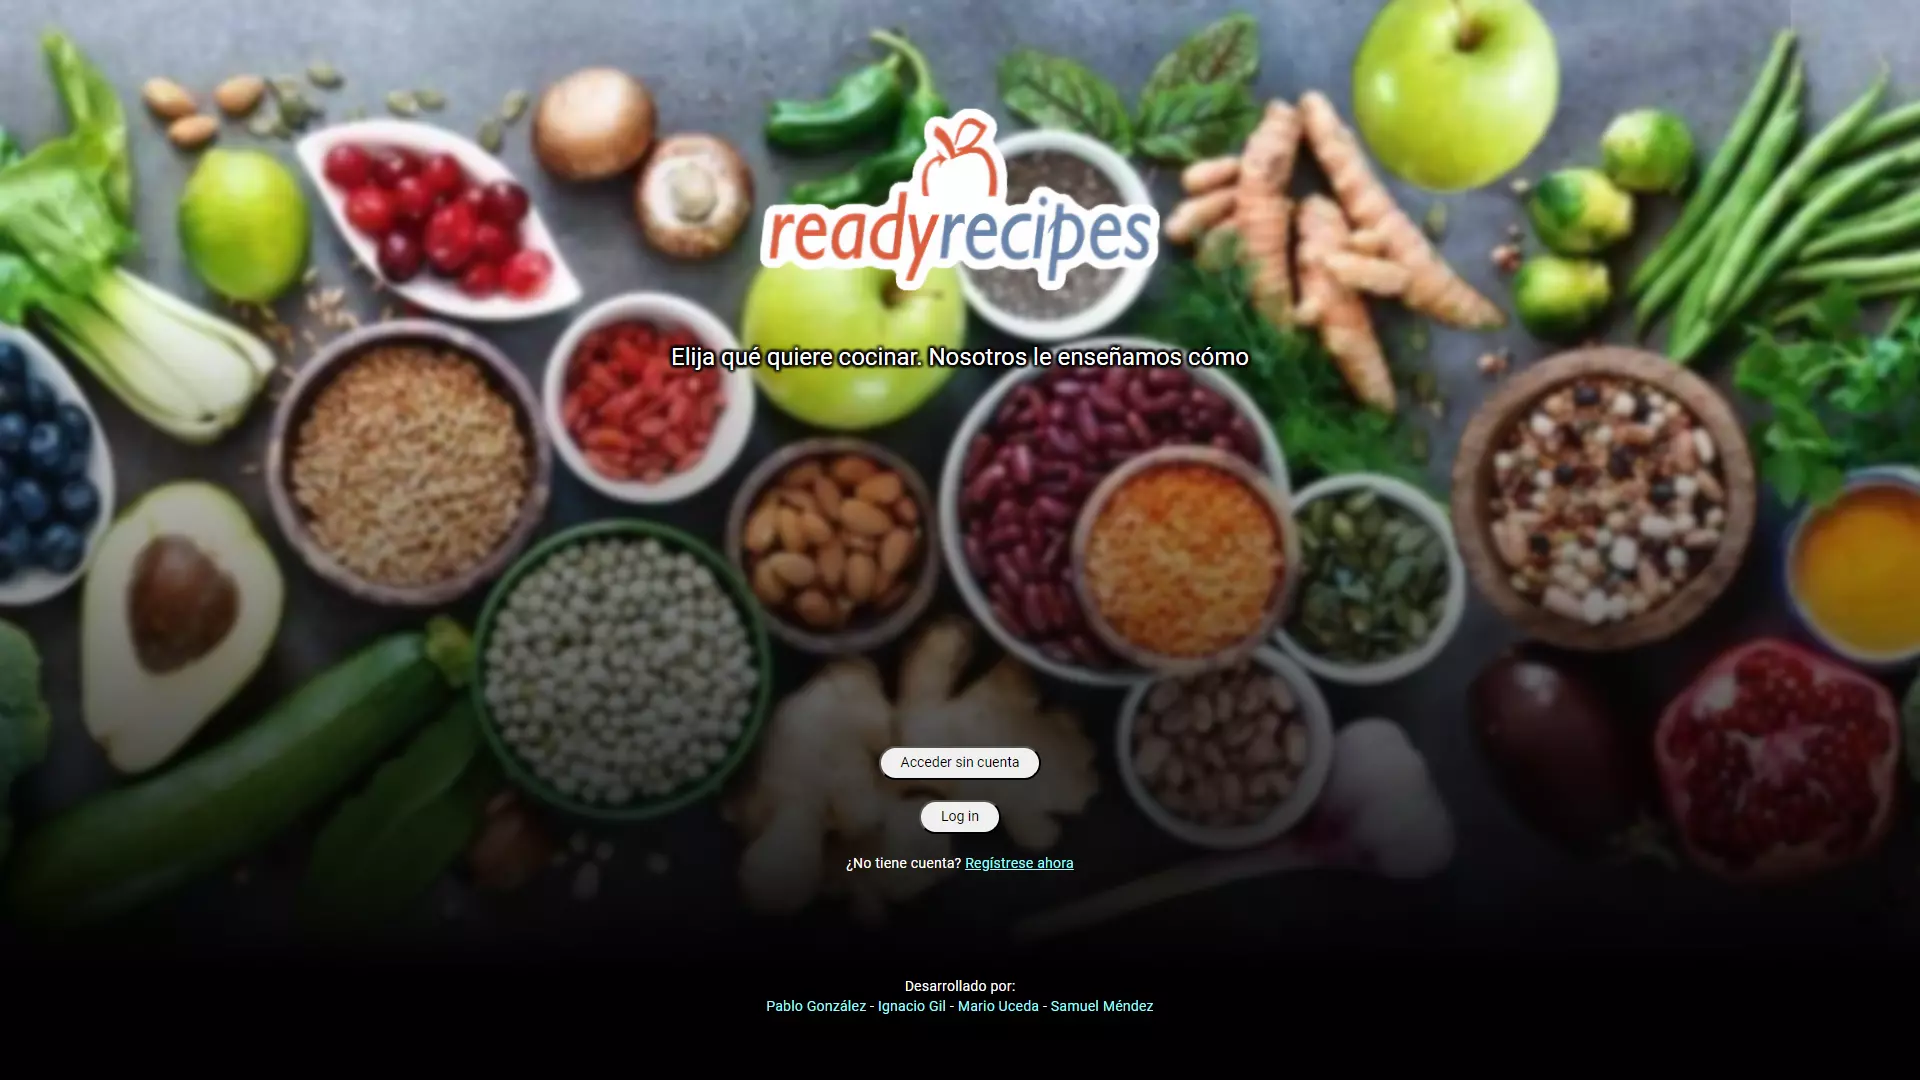 readyrecipes
Elija qué quiere cocinar. Nosotros le enseñamos cómo
Acceder sin cuenta
Log in
¿No tiene cuenta? Regístrese ahora
Desarrollado por:
Pablo González - Ignacio Gil - Mario Uceda - Samuel Méndez